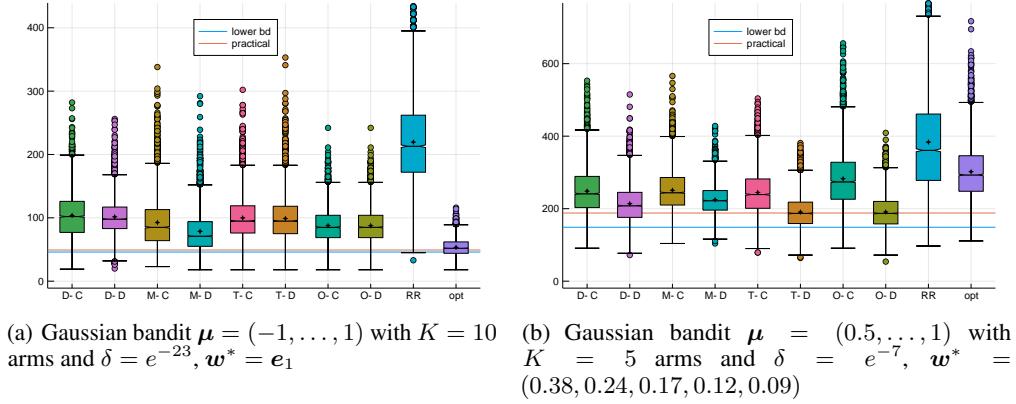 400
300
200
100
0
lower bd
practical
D- C D- D M- C M- D T- C T- D O- C O- D RR opt
600
400
200
0
lower bd
practical
D- C D- D M- C M- D T- C T- D O- C O- D RR opt
(a) Gaussian bandit μ = (−1, . . . , 1) with K = 10
arms and δ = e⁻²³, w* = e₁
(b) Gaussian bandit μ = (0.5, . . . , 1) with
K = 5 arms and δ = e⁻⁷, w* =
(0.38, 0.24, 0.17, 0.12, 0.09)